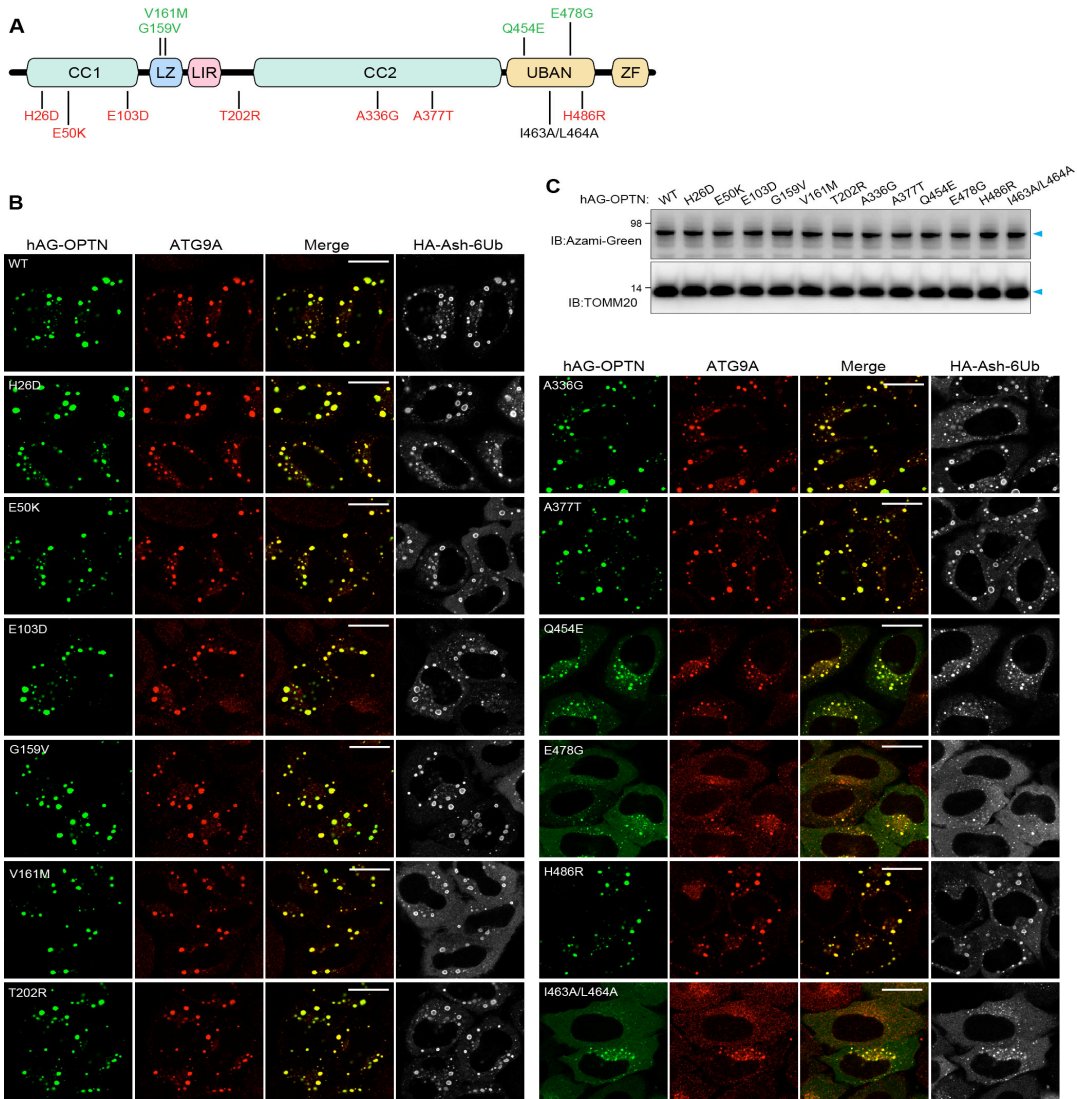 A
V161M
G159V
Q454E
E478G
CC1
LZ
LIR
CC2
UBAN
ZF
H26D
E50K
E103D
T202R
A336G
A377T
H486R
I463A/L464A
B
hAG-OPTN
ATG9A
Merge
HA-Ash-6Ub
WT
H26D
E50K
E103D
G159V
V161M
T202R
C
hAG-OPTN:
WT
H26D
E50K
E103D
G159V
V161M
T202R
A336G
A377T
Q454E
E478G
H486R
I463A/L464A
98
IB:Azami-Green
14
IB:TOMM20
hAG-OPTN
ATG9A
Merge
HA-Ash-6Ub
A336G
A377T
Q454E
E478G
H486R
I463A/L464A